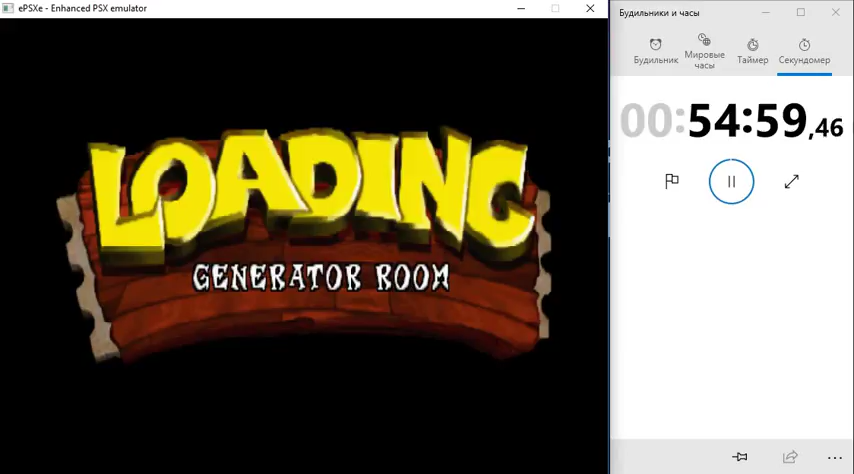 ePSXe - Enhanced PSX emulator
LOADING
GENERATOR ROOM
Будильники и часы
Будильник
Мировые
часы
Таймер
Секундомер
00:54:59,46